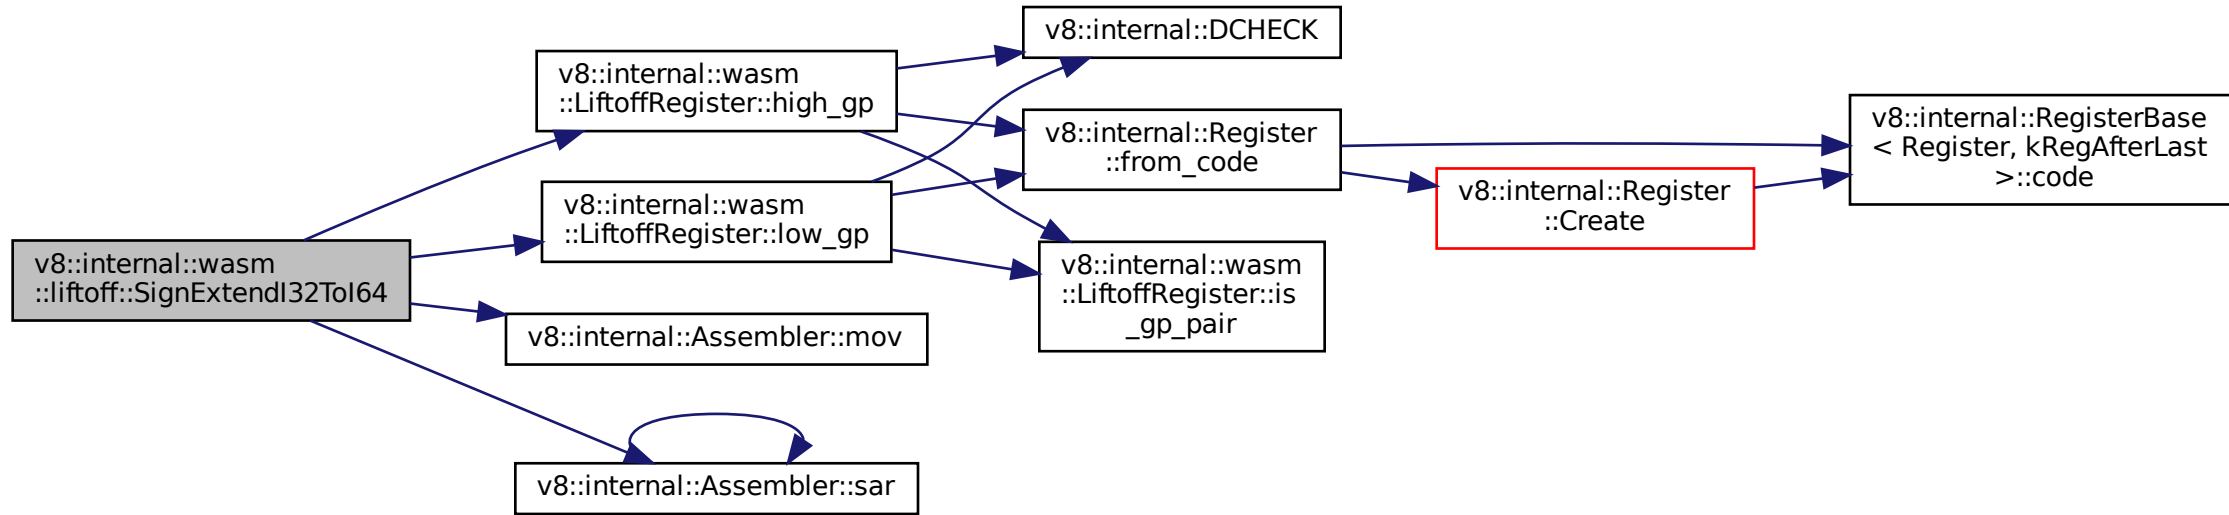 v8::internal::wasm
::liftoff::SignExtendI32ToI64
v8::internal::wasm
::LiftoffRegister::high_gp
v8::internal::wasm
::LiftoffRegister::low_gp
v8::internal::Assembler::mov
v8::internal::Assembler::sar
v8::internal::DCHECK
v8::internal::Register
::from_code
v8::internal::wasm
::LiftoffRegister::is
_gp_pair
v8::internal::Register
::Create
v8::internal::RegisterBase
< Register, kRegAfterLast
>::code